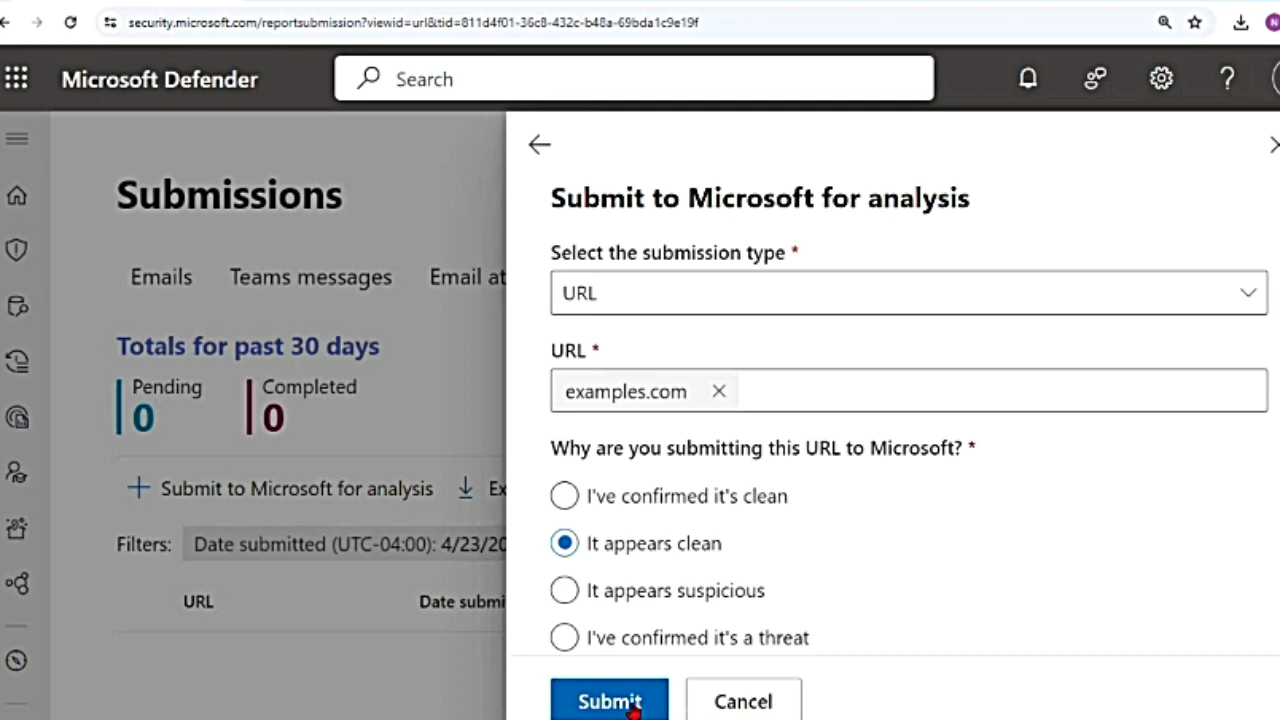 security.microsoft.com/reportsubmission?viewid=url&tid=811d4f01-36c8-432c-b48a-69bda1c9e19f
N
Microsoft Defender
Search
?
Submissions
Emails Teams messages Email at
Totals for past 30 days
Pending Completed
0 0
+ Submit to Microsoft for analysis Ex
Filters: Date submitted (UTC-04:00): 4/23/20
URL Date submi
Submit to Microsoft for analysis
Select the submission type *
URL
URL *
examples.com
Why are you submitting this URL to Microsoft? *
I've confirmed it's clean
It appears clean
It appears suspicious
I've confirmed it's a threat
Submit Cancel